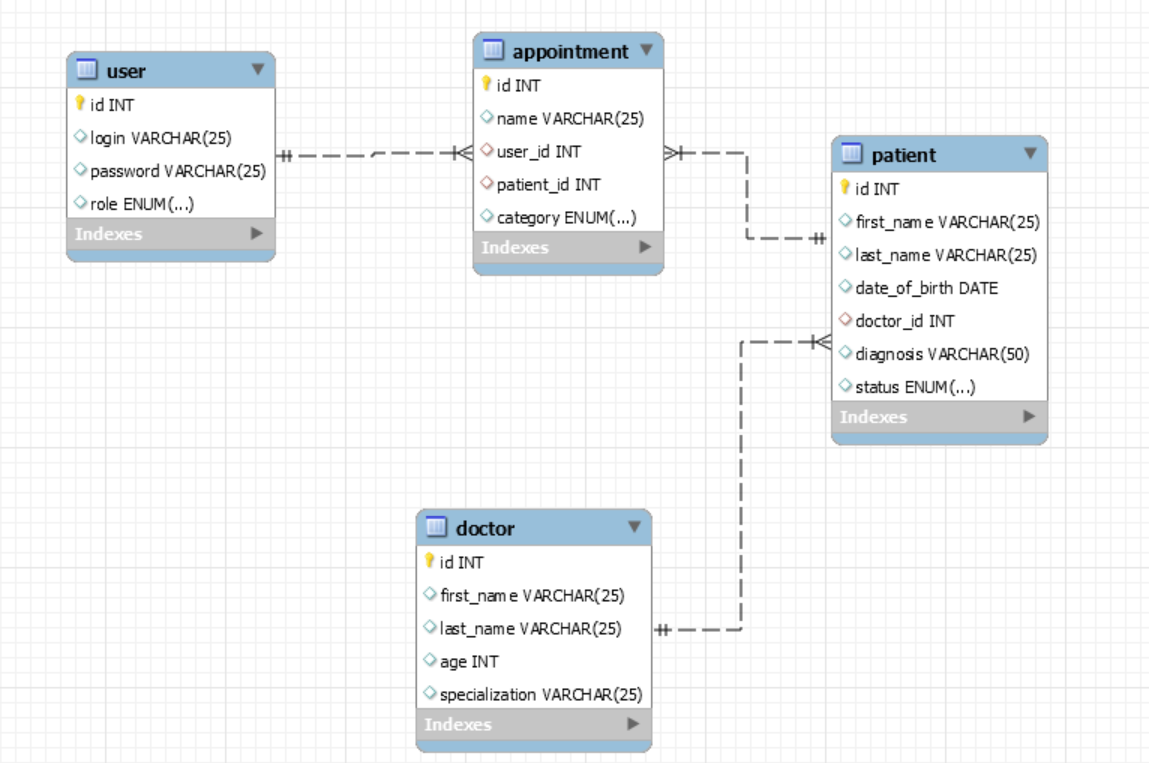 user
id INT
login VARCHAR(25)
password VARCHAR(25)
role ENUM(...)
Indexes
appointment
id INT
name VARCHAR(25)
user_id INT
patient_id INT
category ENUM(...)
Indexes
patient
id INT
first_name VARCHAR(25)
last_name VARCHAR(25)
date_of_birth DATE
doctor_id INT
diagnosis VARCHAR(50)
status ENUM(...)
Indexes
doctor
id INT
first_name VARCHAR(25)
last_name VARCHAR(25)
age INT
specialization VARCHAR(25)
Indexes